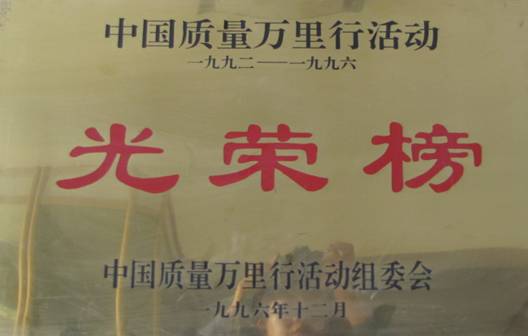 中国质量万里行活动
一九九二——一九九六
光荣榜
中国质量万里行活动组委会
一九九六年十二月